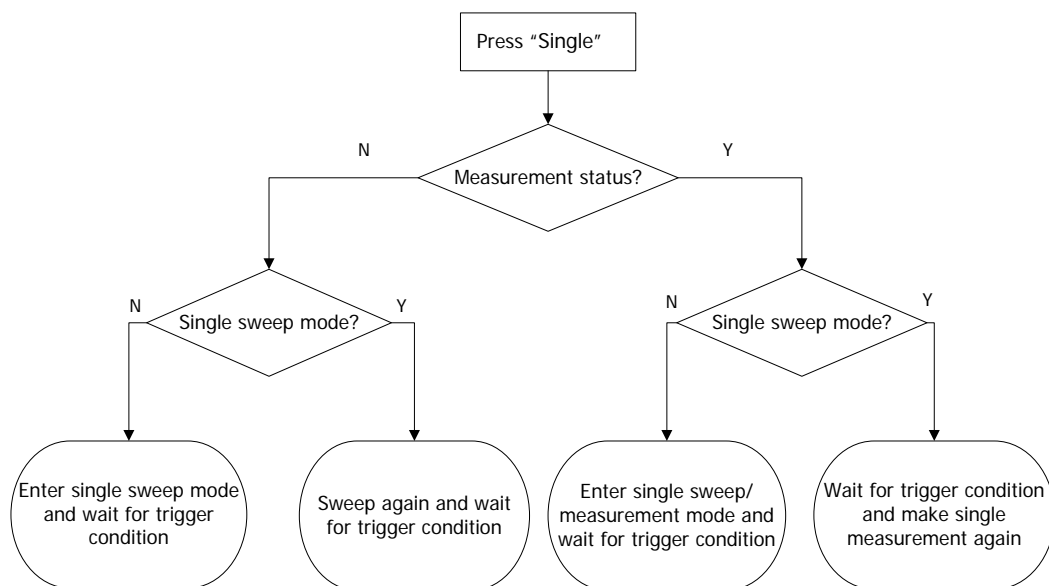 Press “Single”
N
Y
Measurement status?
N
Y
N
Y
Single sweep mode?
Single sweep mode?
Enter single sweep mode
and wait for trigger
condition
Sweep again and wait
for trigger condition
Enter single sweep/
measurement mode and
wait for trigger condition
Wait for trigger condition
and make single
measurement again